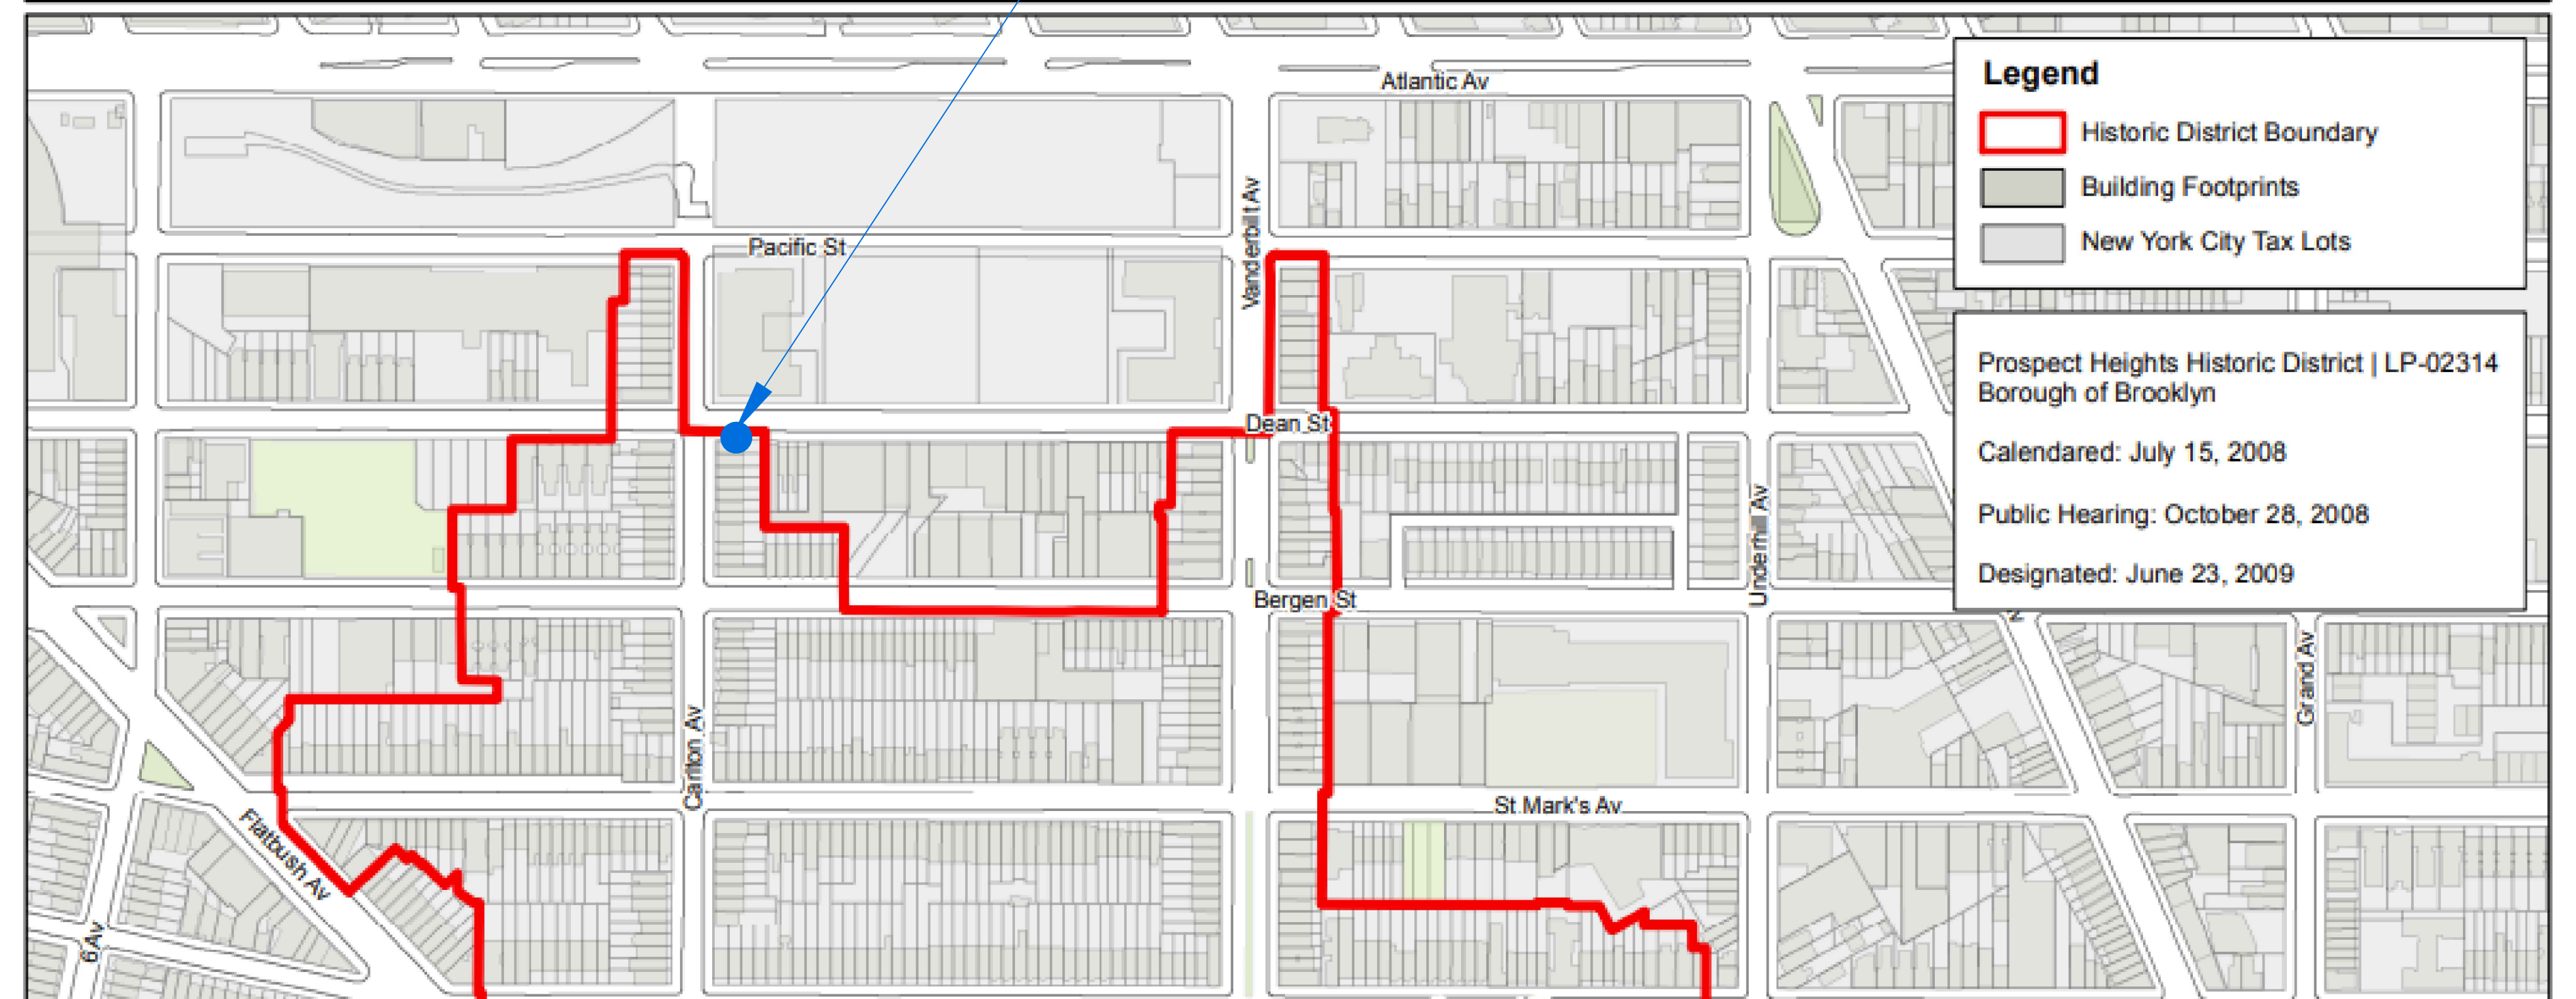 Atlantic Av
Legend
Historic District Boundary
Building Footprints
New York City Tax Lots
Pacific St
Vanderbilt Av
Prospect Heights Historic District | LP-02314
Borough of Brooklyn
Calendared: July 15, 2008
Public Hearing: October 28, 2008
Designated: June 23, 2009
Dean St
Underhill Av
Bergen St
Grand Av
Carlton Av
St Mark's Av
Flatbush Av
6 Av